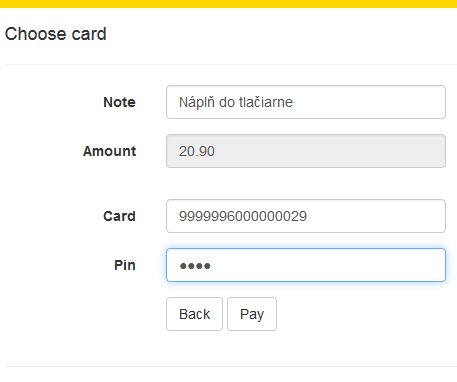 Choose card
Note Náplň do tlačiarne
Amount 20.90
Card 9999996000000029
Pin ●●●●
Back Pay